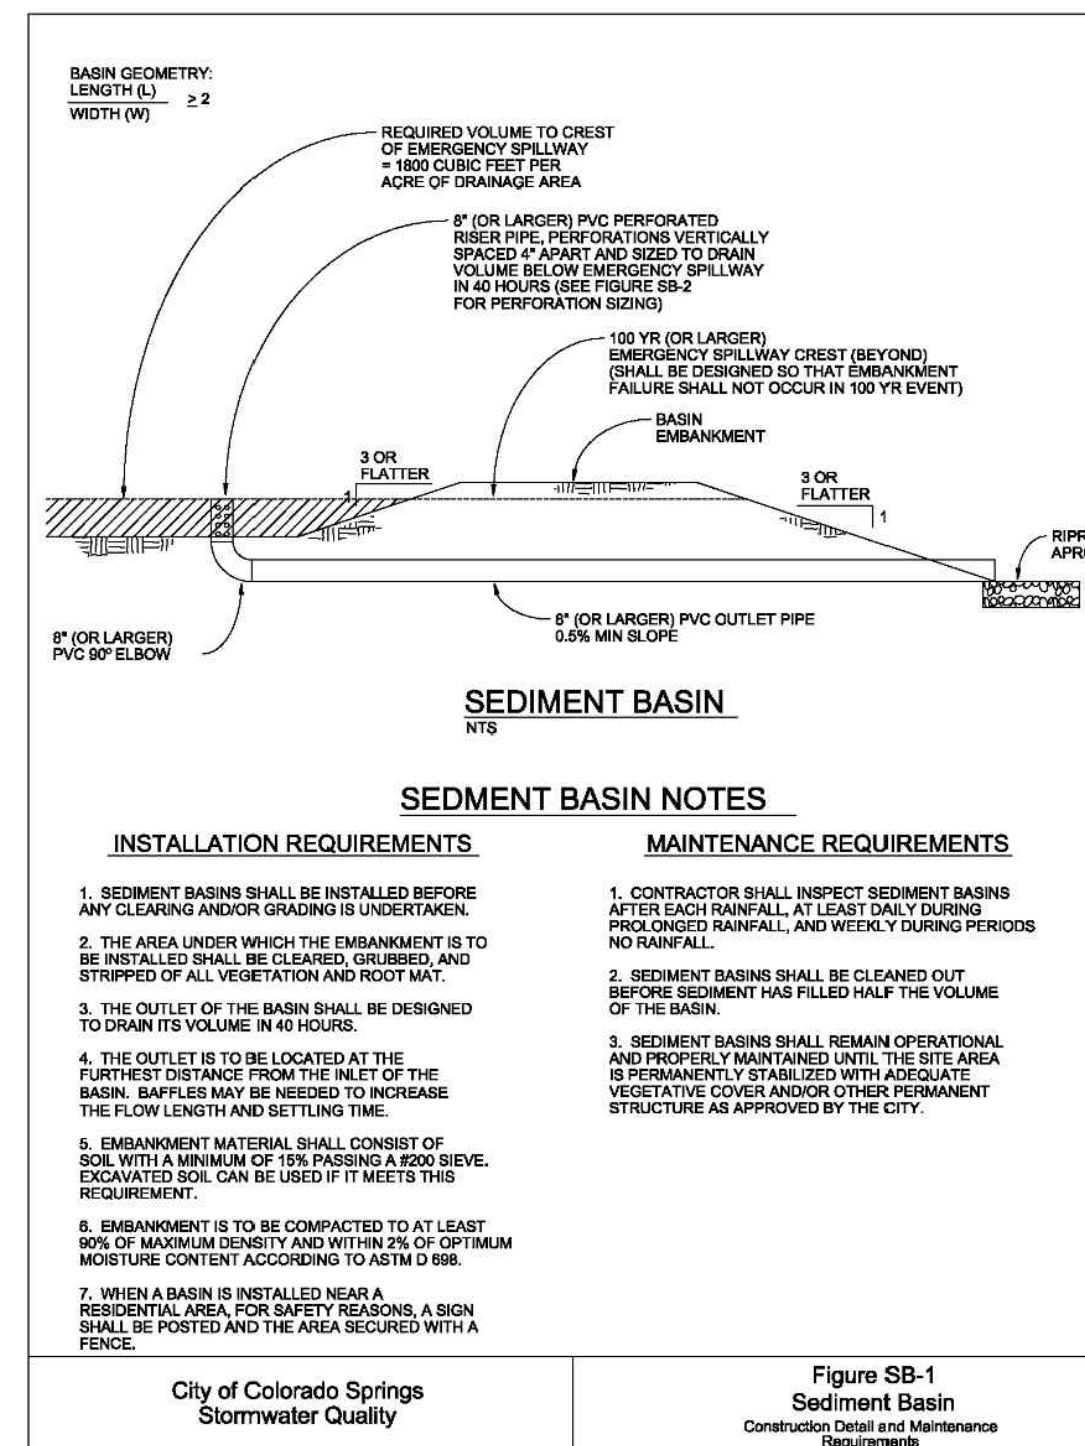 BASIN GEOMETRY:
LENGTH (L)
WIDTH (W)
≥ 2
REQUIRED VOLUME TO CREST
OF EMERGENCY SPILLWAY
= 1800 CUBIC FEET PER
ACRE OF DRAINAGE AREA
8" (OR LARGER) PVC PERFORATED
RISER PIPE, PERFORATIONS VERTICALLY
SPACED 4" APART AND SIZED TO DRAIN
VOLUME BELOW EMERGENCY SPILLWAY
IN 40 HOURS (SEE FIGURE SB-2
FOR PERFORATION SIZING)
100 YR (OR LARGER)
EMERGENCY SPILLWAY CREST (BEYOND)
(SHALL BE DESIGNED SO THAT EMBANKMENT
FAILURE SHALL NOT OCCUR IN 100 YR EVENT)
BASIN
EMBANKMENT
3 OR
FLATTER
1
3 OR
FLATTER
1
RIPR
APR
8" (OR LARGER)
PVC 90º ELBOW
8" (OR LARGER) PVC OUTLET PIPE
0.5% MIN SLOPE
SEDIMENT BASIN
NTS
SEDMENT BASIN NOTES
INSTALLATION REQUIREMENTS
1. SEDIMENT BASINS SHALL BE INSTALLED BEFORE
ANY CLEARING AND/OR GRADING IS UNDERTAKEN.
2. THE AREA UNDER WHICH THE EMBANKMENT IS TO
BE INSTALLED SHALL BE CLEARED, GRUBBED, AND
STRIPPED OF ALL VEGETATION AND ROOT MAT.
3. THE OUTLET OF THE BASIN SHALL BE DESIGNED
TO DRAIN ITS VOLUME IN 40 HOURS.
4. THE OUTLET IS TO BE LOCATED AT THE
FURTHEST DISTANCE FROM THE INLET OF THE
BASIN. BAFFLES MAY BE NEEDED TO INCREASE
THE FLOW LENGTH AND SETTLING TIME.
5. EMBANKMENT MATERIAL SHALL CONSIST OF
SOIL WITH A MINIMUM OF 15% PASSING A #200 SIEVE.
EXCAVATED SOIL CAN BE USED IF IT MEETS THIS
REQUIREMENT.
6. EMBANKMENT IS TO BE COMPACTED TO AT LEAST
90% OF MAXIMUM DENSITY AND WITHIN 2% OF OPTIMUM
MOISTURE CONTENT ACCORDING TO ASTM D 698.
7. WHEN A BASIN IS INSTALLED NEAR A
RESIDENTIAL AREA, FOR SAFETY REASONS, A SIGN
SHALL BE POSTED AND THE AREA SECURED WITH A
FENCE.
MAINTENANCE REQUIREMENTS
1. CONTRACTOR SHALL INSPECT SEDIMENT BASINS
AFTER EACH RAINFALL, AT LEAST DAILY DURING
PROLONGED RAINFALL, AND WEEKLY DURING PERIODS
NO RAINFALL.
2. SEDIMENT BASINS SHALL BE CLEANED OUT
BEFORE SEDIMENT HAS FILLED HALF THE VOLUME
OF THE BASIN.
3. SEDIMENT BASINS SHALL REMAIN OPERATIONAL
AND PROPERLY MAINTAINED UNTIL THE SITE AREA
IS PERMANENTLY STABILIZED WITH ADEQUATE
VEGETATIVE COVER AND/OR OTHER PERMANENT
STRUCTURE AS APPROVED BY THE CITY.
City of Colorado Springs
Stormwater Quality
Figure SB-1
Sediment Basin
Construction Detail and Maintenance
Requirements